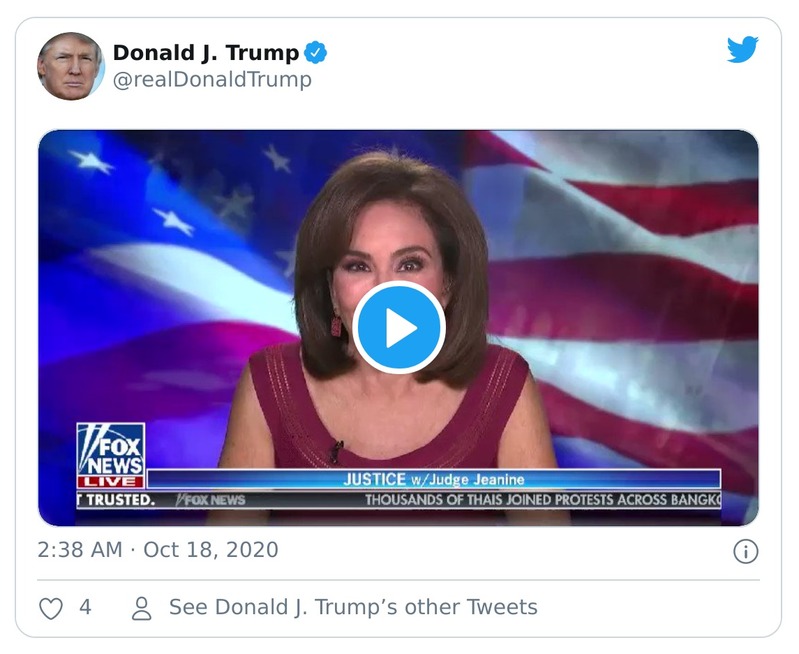 Donald J. Trump
@realDonaldTrump
FOX
NEWS
LIVE
JUSTICE w/Judge Jeanine
T TRUSTED. FOX NEWS THOUSANDS OF THAIS JOINED PROTESTS ACROSS BANGK
2:38 AM · Oct 18, 2020
4 See Donald J. Trump’s other Tweets